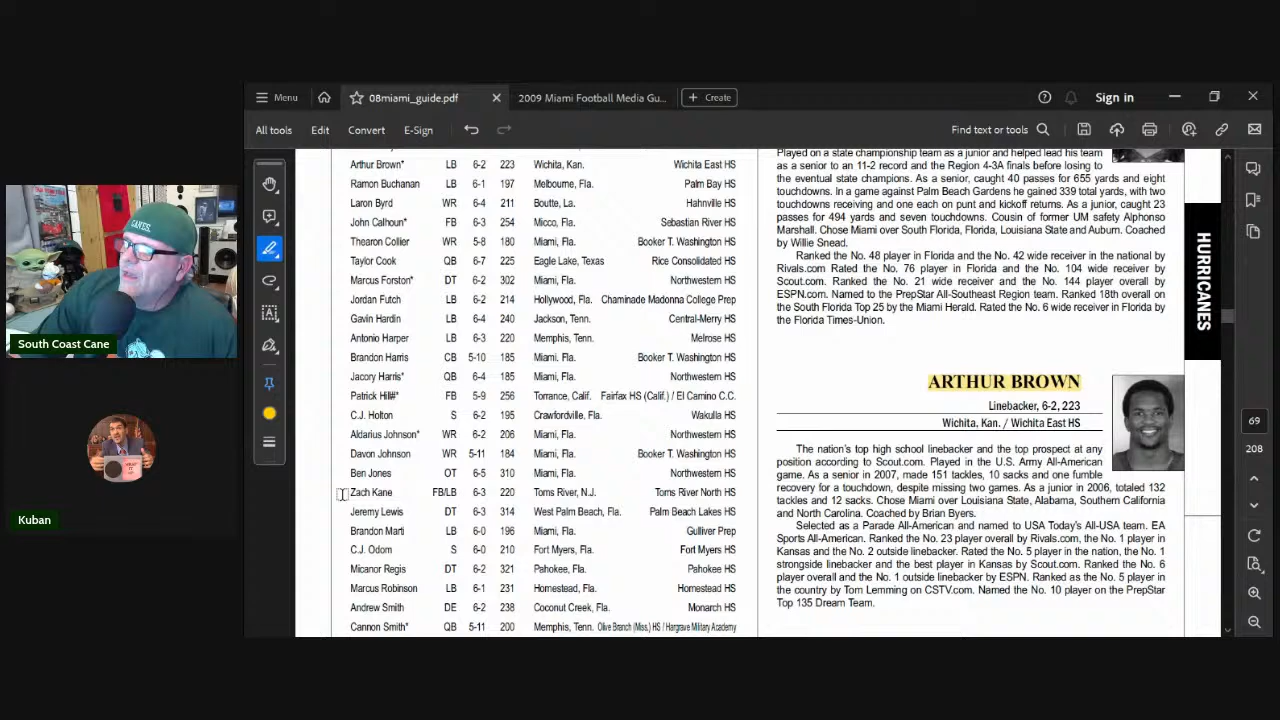 Menu
08miami_guide.pdf
2009 Miami Football Media Gu...
+ Create
Sign in
All tools Edit Convert E-Sign
Find text or tools
Arthur Brown* LB 6-2 223 Wichita, Kan. Wichita East HS
Ramon Buchanan LB 6-1 197 Melbourne, Fla. Palm Bay HS
Laron Byrd WR 6-4 211 Boutte, La. Hahnville HS
John Calhoun* FB 6-3 254 Micco, Fla. Sebastian River HS
Thearon Collier WR 5-8 180 Miami, Fla. Booker T. Washington HS
Taylor Cook QB 6-7 225 Eagle Lake, Texas Rice Consolidated HS
Marcus Forston* DT 6-2 302 Miami, Fla. Northwestern HS
Jordan Futch LB 6-2 214 Hollywood, Fla. Chaminade Madonna College Prep
Gavin Hardin LB 6-4 240 Jackson, Tenn. Central-Merry HS
Antonio Harper LB 6-3 220 Memphis, Tenn. Melrose HS
Brandon Harris CB 5-10 185 Miami, Fla. Booker T. Washington HS
Jacory Harris* QB 6-4 185 Miami, Fla. Northwestern HS
Patrick Hill#* FB 5-9 256 Torrance, Calif. Fairfax HS (Calif.) / El Camino C.C.
C.J. Holton S 6-2 195 Crawfordville, Fla. Wakulla HS
Aldarius Johnson* WR 6-2 206 Miami, Fla. Northwestern HS
Davon Johnson WR 5-11 184 Miami, Fla. Booker T. Washington HS
Ben Jones OT 6-5 310 Miami, Fla. Northwestern HS
Zach Kane FB/LB 6-3 220 Toms River, N.J. Toms River North HS
Jeremy Lewis DT 6-3 314 West Palm Beach, Fla. Palm Beach Lakes HS
Brandon Marti LB 6-0 196 Miami, Fla. Gulliver Prep
C.J. Odom S 6-0 210 Fort Myers, Fla. Fort Myers HS
Micanor Regis DT 6-2 321 Pahokee, Fla. Pahokee HS
Marcus Robinson LB 6-1 231 Homestead, Fla. Homestead HS
Andrew Smith DE 6-2 238 Coconut Creek, Fla. Monarch HS
Cannon Smith* QB 5-11 200 Memphis, Tenn. Olive Branch (Miss.) HS / Hargrave Military Academy
Played on a state championship team as a junior and helped lead his team
as a senior to an 11-2 record and the Region 4-3A finals before losing to
the eventual state champions. As a senior, caught 40 passes for 655 yards and eight
touchdowns. In a game against Palm Beach Gardens he gained 339 total yards, with two
touchdowns receiving and one each on punt and kickoff returns. As a junior, caught 23
passes for 494 yards and seven touchdowns. Cousin of former UM safety Alphonso
Marshall. Chose Miami over South Florida, Florida, Louisiana State and Auburn. Coached
by Willie Snead.
Ranked the No. 48 player in Florida and the No. 42 wide receiver in the national by
Rivals.com Rated the No. 76 player in Florida and the No. 104 wide receiver by
Scout.com. Ranked the No. 21 wide receiver and the No. 144 player overall by
ESPN.com. Named to the PrepStar All-Southeast Region team. Ranked 18th overall on
the South Florida Top 25 by the Miami Herald. Rated the No. 6 wide receiver in Florida by
the Florida Times-Union.
ARTHUR BROWN
Linebacker, 6-2, 223
Wichita, Kan. / Wichita East HS
The nation's top high school linebacker and the top prospect at any
position according to Scout.com. Played in the U.S. Army All-American
game. As a senior in 2007, made 151 tackles, 10 sacks and one fumble
recovery for a touchdown, despite missing two games. As a junior in 2006, totaled 132
tackles and 12 sacks. Chose Miami over Louisiana State, Alabama, Southern California
and North Carolina. Coached by Brian Byers.
Selected as a Parade All-American and named to USA Today's All-USA team. EA
Sports All-American. Ranked the No. 23 player overall by Rivals.com, the No. 1 player in
Kansas and the No. 2 outside linebacker. Rated the No. 5 player in the nation, the No. 1
strongside linebacker and the best player in Kansas by Scout.com. Ranked the No. 6
player overall and the No. 1 outside linebacker by ESPN. Ranked as the No. 5 player in
the country by Tom Lemming on CSTV.com. Named the No. 10 player on the PrepStar
Top 135 Dream Team.
HURRICANES
69
208
CANES
South Coast Cane
Kuban